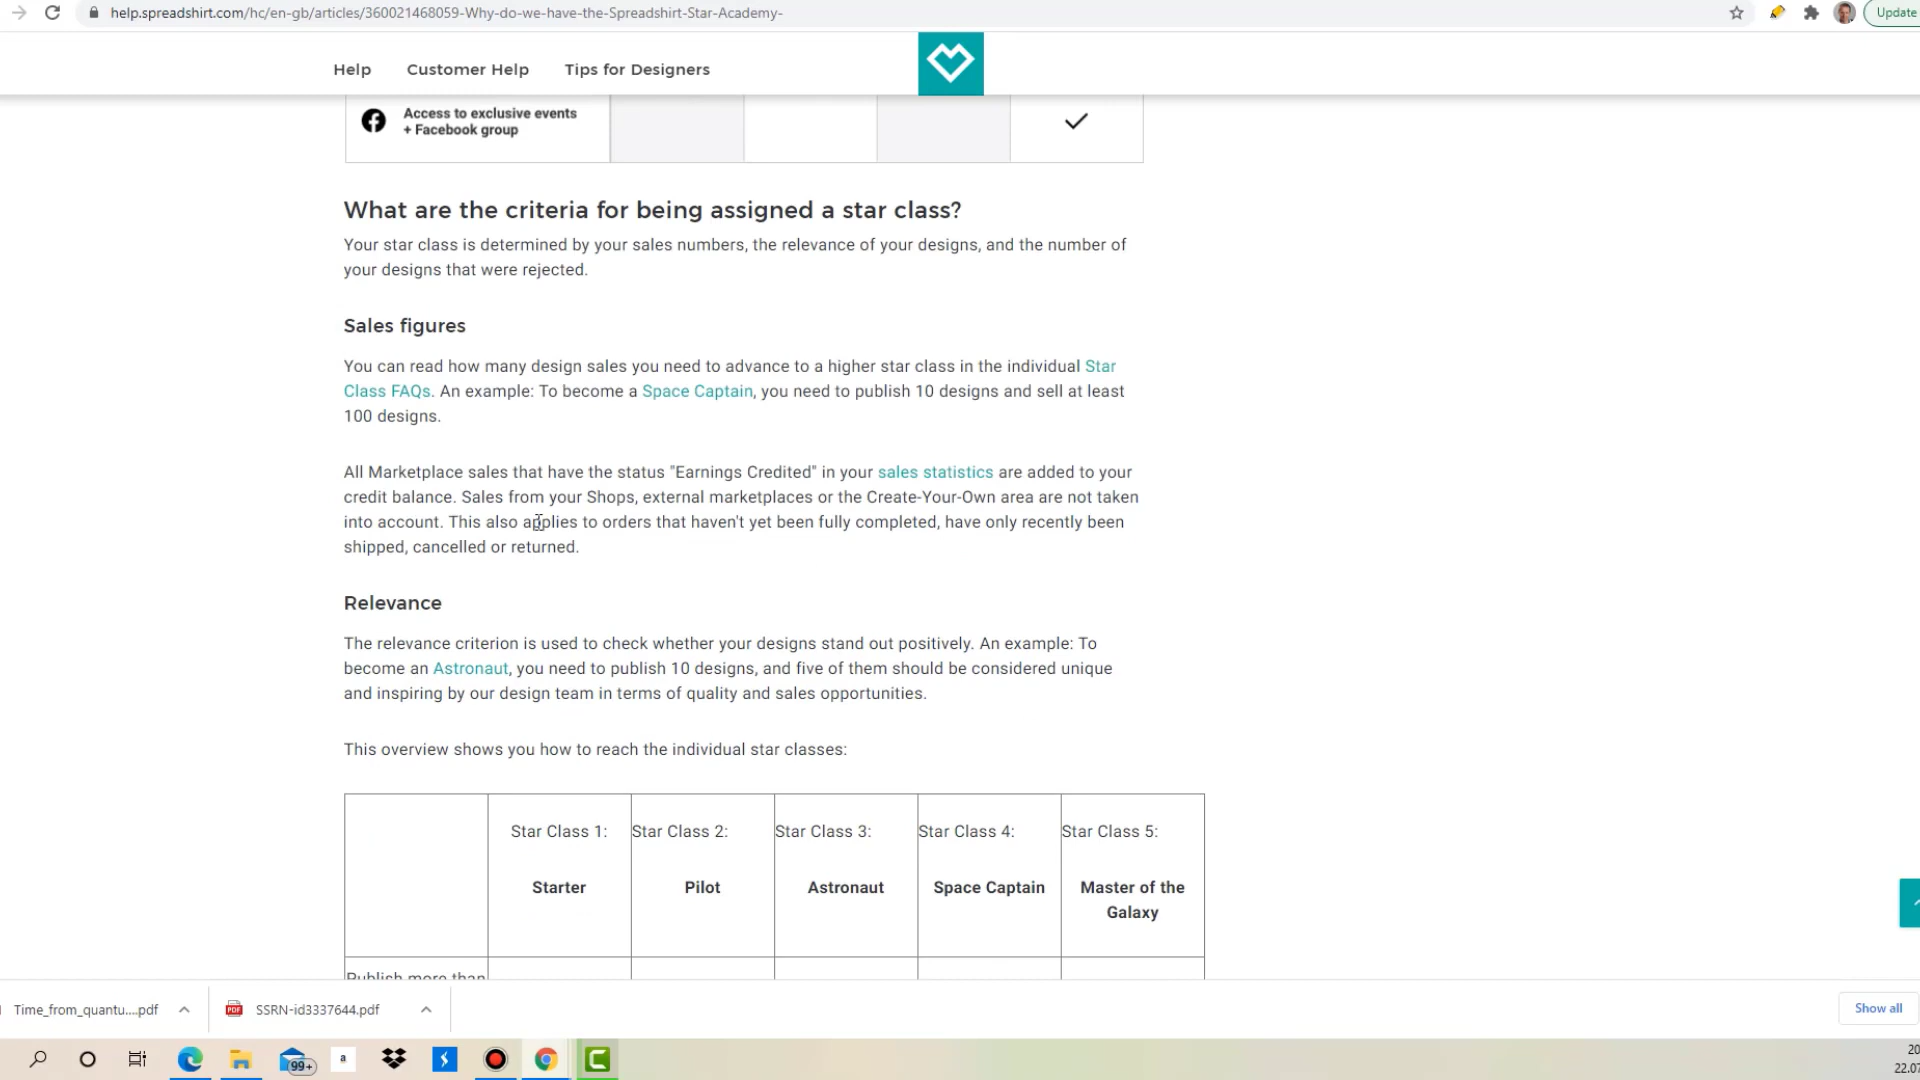 help.spreadshirt.com/hc/en-gb/articles/360021468059-Why-do-we-have-the-Spreadshirt-Star-Academy-
Update
Help
Customer Help
Tips for Designers
Access to exclusive events
+ Facebook group
What are the criteria for being assigned a star class?
Your star class is determined by your sales numbers, the relevance of your designs, and the number of
your designs that were rejected.
Sales figures
You can read how many design sales you need to advance to a higher star class in the individual Star
Class FAQs. An example: To become a Space Captain, you need to publish 10 designs and sell at least
100 designs.
All Marketplace sales that have the status "Earnings Credited" in your sales statistics are added to your
credit balance. Sales from your Shops, external marketplaces or the Create-Your-Own area are not taken
into account. This also applies to orders that haven't yet been fully completed, have only recently been
shipped, cancelled or returned.
Relevance
The relevance criterion is used to check whether your designs stand out positively. An example: To
become an Astronaut, you need to publish 10 designs, and five of them should be considered unique
and inspiring by our design team in terms of quality and sales opportunities.
This overview shows you how to reach the individual star classes:
Star Class 1:
Starter
Star Class 2:
Pilot
Star Class 3:
Astronaut
Star Class 4:
Space Captain
Star Class 5:
Master of the
Galaxy
Publish more than
Time_from_quantu....pdf
PDF
SSRN-id3337644.pdf
Show all
99+
a
20
22.07